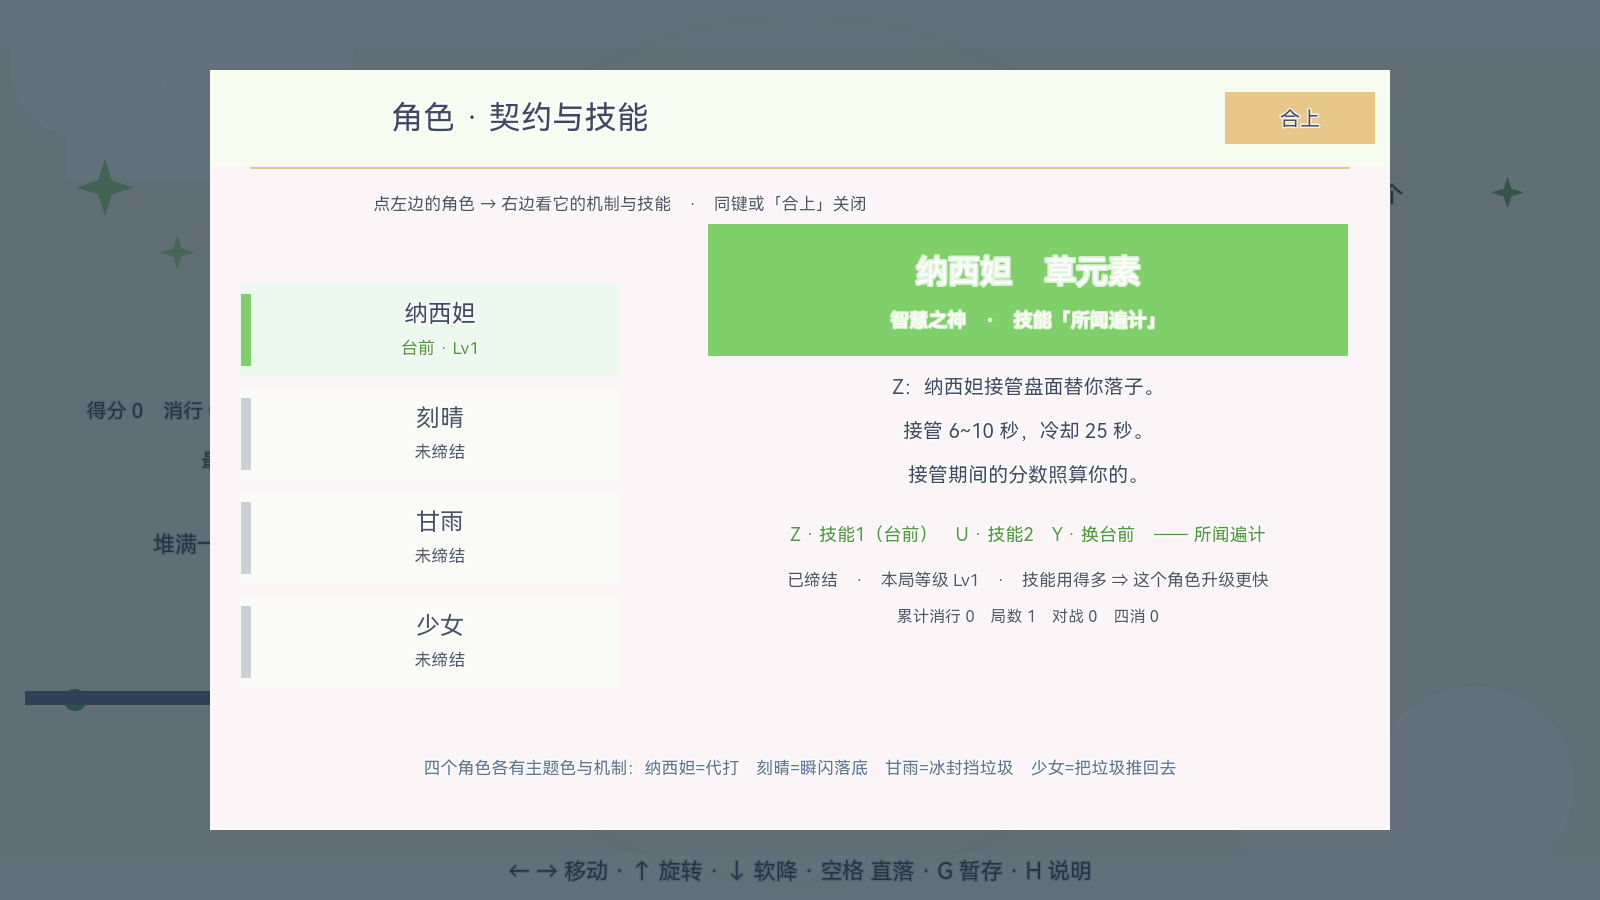 角色 · 契约与技能
合上
点左边的角色 → 右边看它的机制与技能 · 同键或「合上」关闭
个
纳西妲 草元素
智慧之神 · 技能「所闻遍计」
纳西妲
台前 · Lv1
刻晴
未缔结
甘雨
未缔结
少女
未缔结
Z：纳西妲接管盘面替你落子。
接管 6~10 秒，冷却 25 秒。
接管期间的分数照算你的。
Z · 技能1（台前） U · 技能2 Y · 换台前 —— 所闻遍计
已缔结 · 本局等级 Lv1 · 技能用得多 ⇒ 这个角色升级更快
累计消行 0 局数 1 对战 0 四消 0
得分 0 消行
堆满一
四个角色各有主题色与机制：纳西妲=代打 刻晴=瞬闪落底 甘雨=冰封挡垃圾 少女=把垃圾推回去
← → 移动 · ↑ 旋转 · ↓ 软降 · 空格 直落 · G 暂存 · H 说明